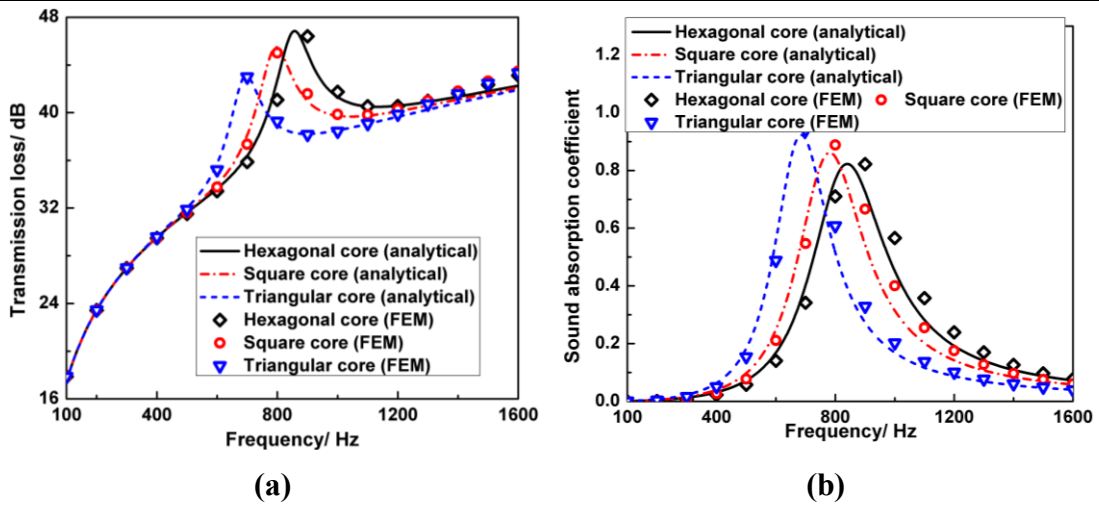 48
40
32
24
16
100
400
800
1200
1600
Transmission loss/ dB
Frequency/ Hz
Hexagonal core (analytical)
Square core (analytical)
Triangular core (analytical)
Hexagonal core (FEM)
Square core (FEM)
Triangular core (FEM)
(a)
Hexagonal core (analytical)
Square core (analytical)
Triangular core (analytical)
Hexagonal core (FEM) Square core (FEM)
Triangular core (FEM)
1.2
1.0
0.8
0.6
0.4
0.2
0.0
100
400
800
1200
1600
Sound absorption coefficient
Frequency/ Hz
(b)